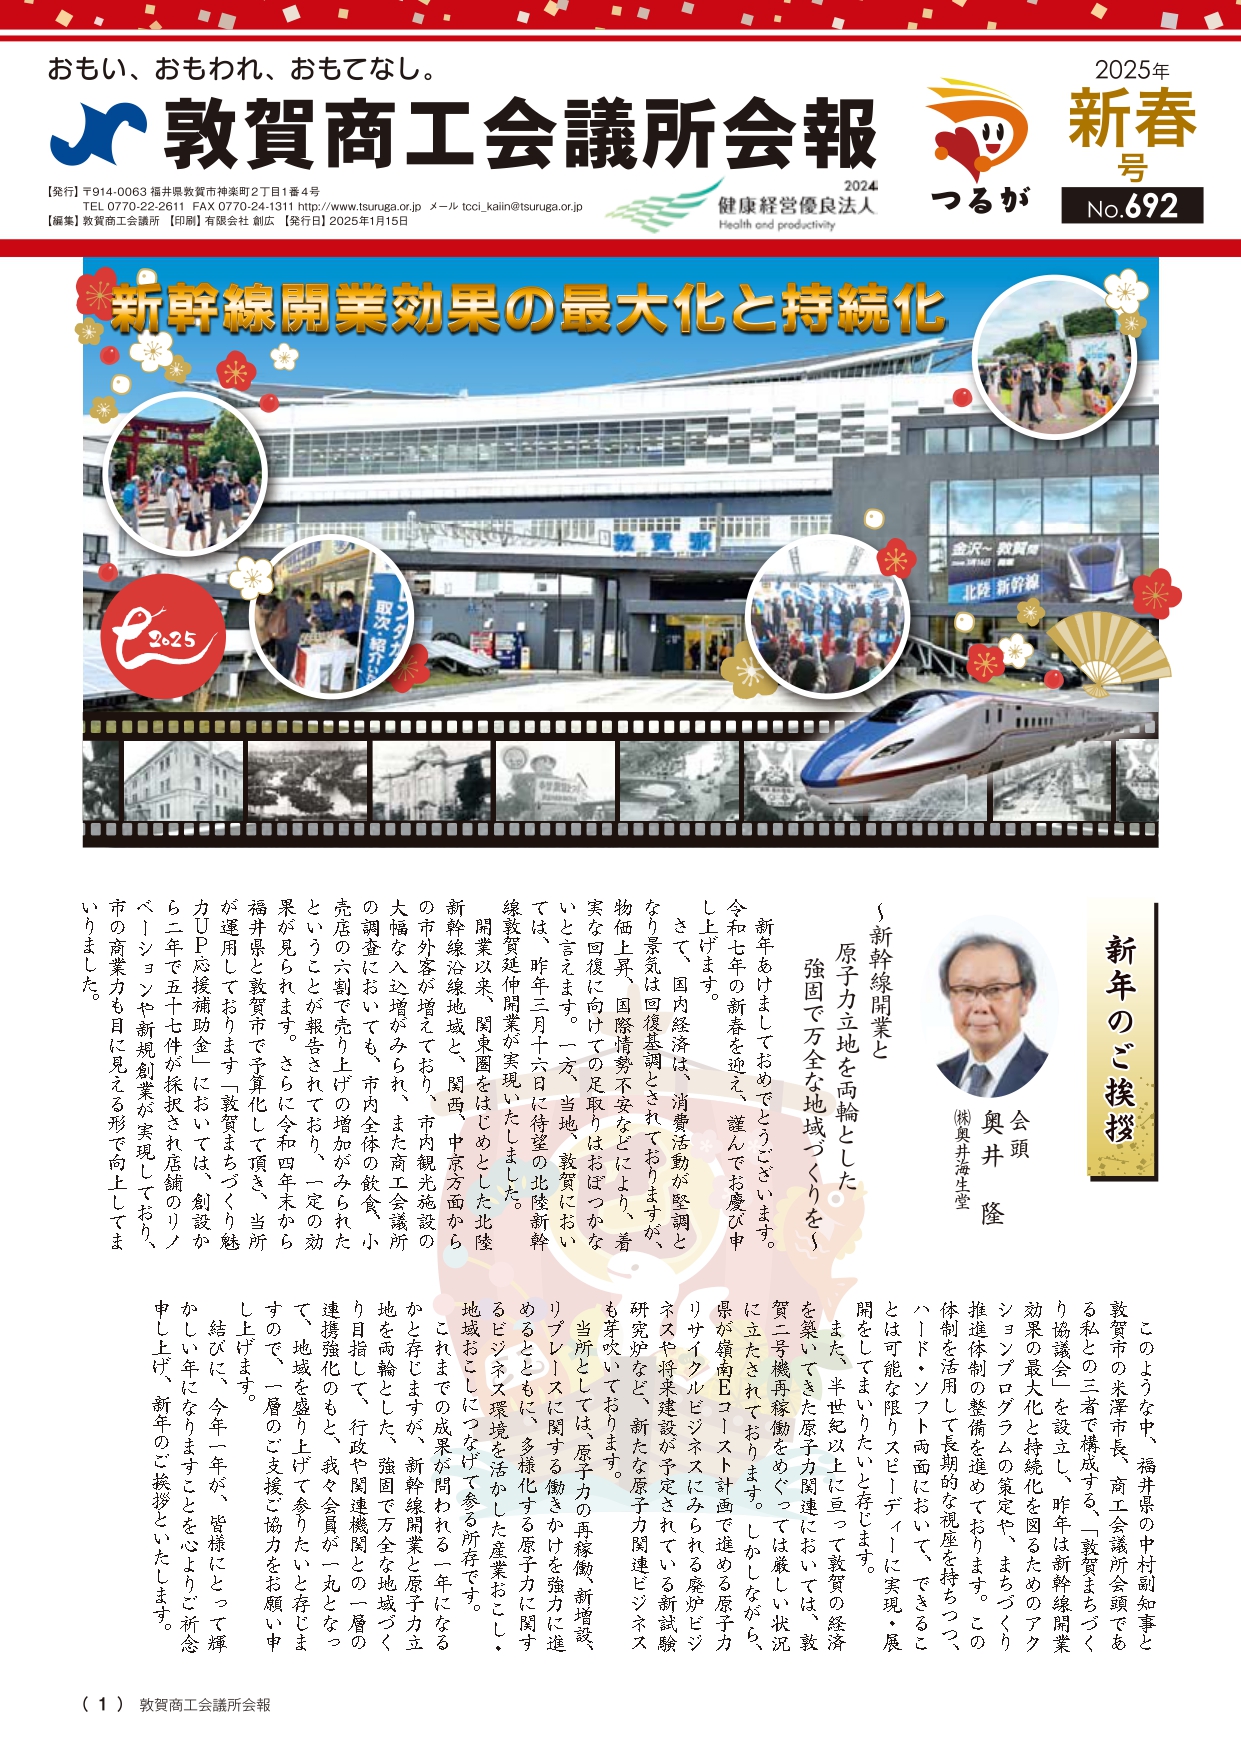 おもい、おもわれ、おもてなし。
敦賀商工会議所会報
【発行】〒914-0063 福井県敦賀市神楽町2丁目1番4号
TEL 0770-22-2611 FAX 0770-24-1311 http://www.tsuruga.or.jp メール tcci_kaiin@tsuruga.or.jp
【編集】敦賀商工会議所 【印刷】有限会社 創広 【発行日】2025年1月15日
2024
健康経営優良法人
Health and productivity
つるが
2025年
新春
号
No.692
新幹線開業効果の最大化と持続化
敦賀駅
金沢～敦賀間
北陸 新幹線
レンタカー
取次・紹介いた
2025
新年のご挨拶
会頭
奥井 隆
㈱奥井海生堂
～新幹線開業と
原子力立地を両輪とした
強固で万全な地域づくりを～
新年あけましておめでとうございます。
令和七年の新春を迎え、謹んでお慶び申
し上げます。
さて、国内経済は、消費活動が堅調と
なり景気は回復基調とされておりますが、
物価上昇、国際情勢不安などにより、着
実な回復に向けての足取りはおぼつかな
いと言えます。一方、当地、敦賀におい
ては、昨年三月十六日に待望の北陸新幹
線敦賀延伸開業が実現いたしました。
開業以来、関東圏をはじめとした北陸
新幹線沿線地域と、関西、中京方面から
の市外客が増えており、市内観光施設の
大幅な入込増がみられ、また商工会議所
の調査においても、市内全体の飲食、小
売店の六割で売り上げの増加がみられた
ということが報告されており、一定の効
果が見られます。さらに令和四年末から
福井県と敦賀市で予算化して頂き、当所
が運用しております「敦賀まちづくり魅
力UP応援補助金」においては、創設か
ら二年で五十七件が採択され店舗のリノ
ベーションや新規創業が実現しており、
市の商業力も目に見える形で向上してま
いりました。
このような中、福井県の中村副知事と
敦賀市の米澤市長、商工会議所会頭であ
る私との三者で構成する、「敦賀まちづく
り協議会」を設立し、昨年は新幹線開業
効果の最大化と持続化を図るためのアク
ションプログラムの策定や、まちづくり
推進体制の整備を進めております。この
体制を活用して長期的な視座を持ちつつ、
ハード・ソフト両面において、できるこ
とは可能な限りスピーディーに実現・展
開をしてまいりたいと存じます。
また、半世紀以上に亘って敦賀の経済
を築いてきた原子力関連においては、敦
賀二号機再稼働をめぐっては厳しい状況
に立たされております。しかしながら、
県が嶺南Eコースト計画で進める原子力
リサイクルビジネスにみられる廃炉ビジ
ネスや将来建設が予定されている新試験
研究炉など、新たな原子力関連ビジネス
も芽吹いております。
当所としては、原子力の再稼働、新増設、
リプレースに関する働きかけを強力に進
めるとともに、多様化する原子力に関す
るビジネス環境を活かした産業おこし・
地域おこしにつなげて参る所存です。
これまでの成果が問われる一年になる
かと存じますが、新幹線開業と原子力立
地を両輪とした、強固で万全な地域づく
り目指して、行政や関連機関との一層の
連携強化のもと、我々会員が一丸となっ
て、地域を盛り上げて参りたいと存じま
すので、一層のご支援ご協力をお願い申
し上げます。
結びに、今年一年が、皆様にとって輝
かしい年になりますことを心よりご祈念
申し上げ、新年のご挨拶といたします。
( 1 ) 敦賀商工会議所会報